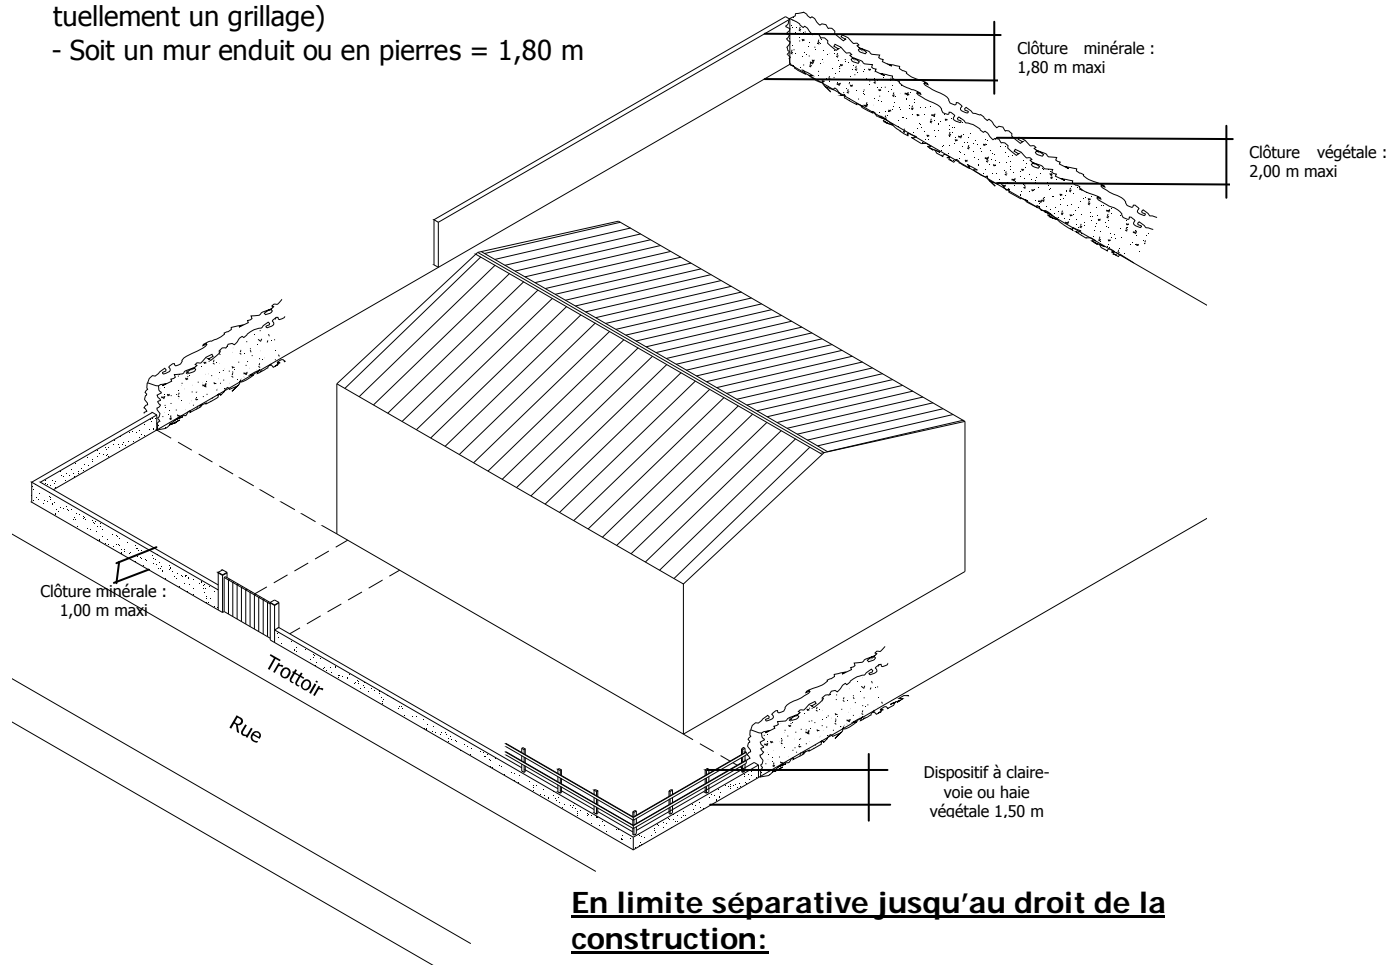 tuellement un grillage)
- Soit un mur enduit ou en pierres = 1,80 m
Clôture minérale :
1,80 m maxi
Clôture végétale :
2,00 m maxi
Clôture minérale :
1,00 m maxi
Trottoir
Rue
Dispositif à claire-
voie ou haie
végétale 1,50 m
En limite séparative jusqu'au droit de la
construction: